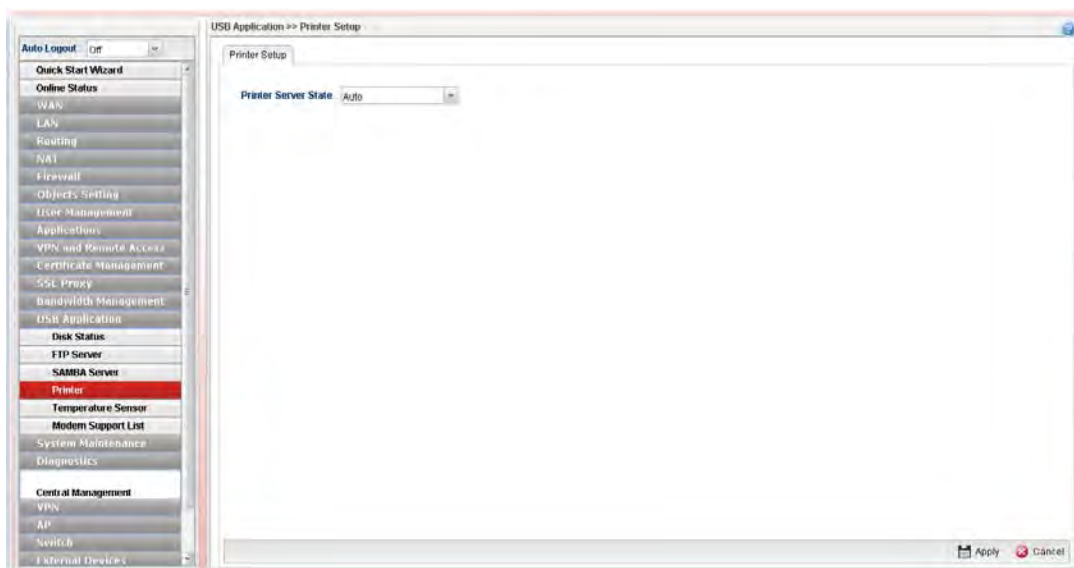 USB Application >> Printer Setup
Auto Logout Off
Quick Start Wizard
Online Status
WAN
LAN
Routing
NAT
Firewall
Objects Setting
User Management
Applications
VPN and Remote Access
Certificate Management
SSL Proxy
Bandwidth Management
USB Application
Disk Status
FTP Server
SAMBA Server
Printer
Temperature Sensor
Modem Support List
System Maintenance
Diagnostics
Central Management
VPN
AP
Switch
External Devices
Printer Setup
Printer Server State Auto
Apply Cancel